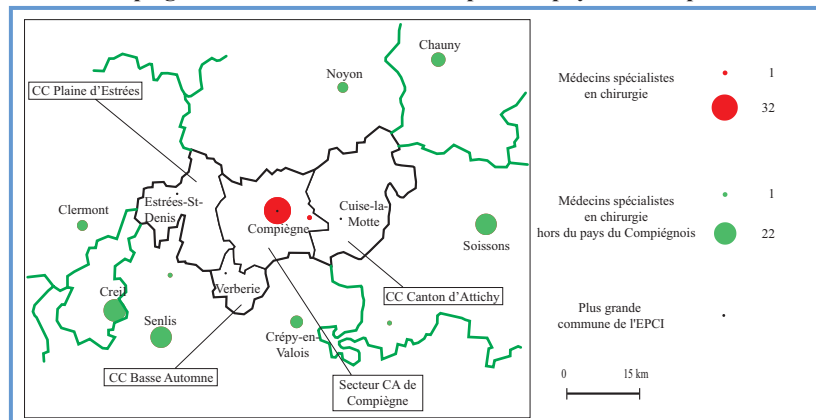 Chauny
Noyon
CC Plaine d'Estrées
Estrées-St-
Denis
Clermont
Compiègne
Cuise-la-
Motte
Soissons
Verberie
CC Canton d'Attichy
Creil
Senlis
Crépy-en-
Valois
CC Basse Automne
Secteur CA de
Compiègne
Médecins spécialistes
en chirurgie
1
32
Médecins spécialistes
en chirurgie
hors du pays du Compiégnois
1
22
Plus grande
commune de l'EPCI
0 15 km